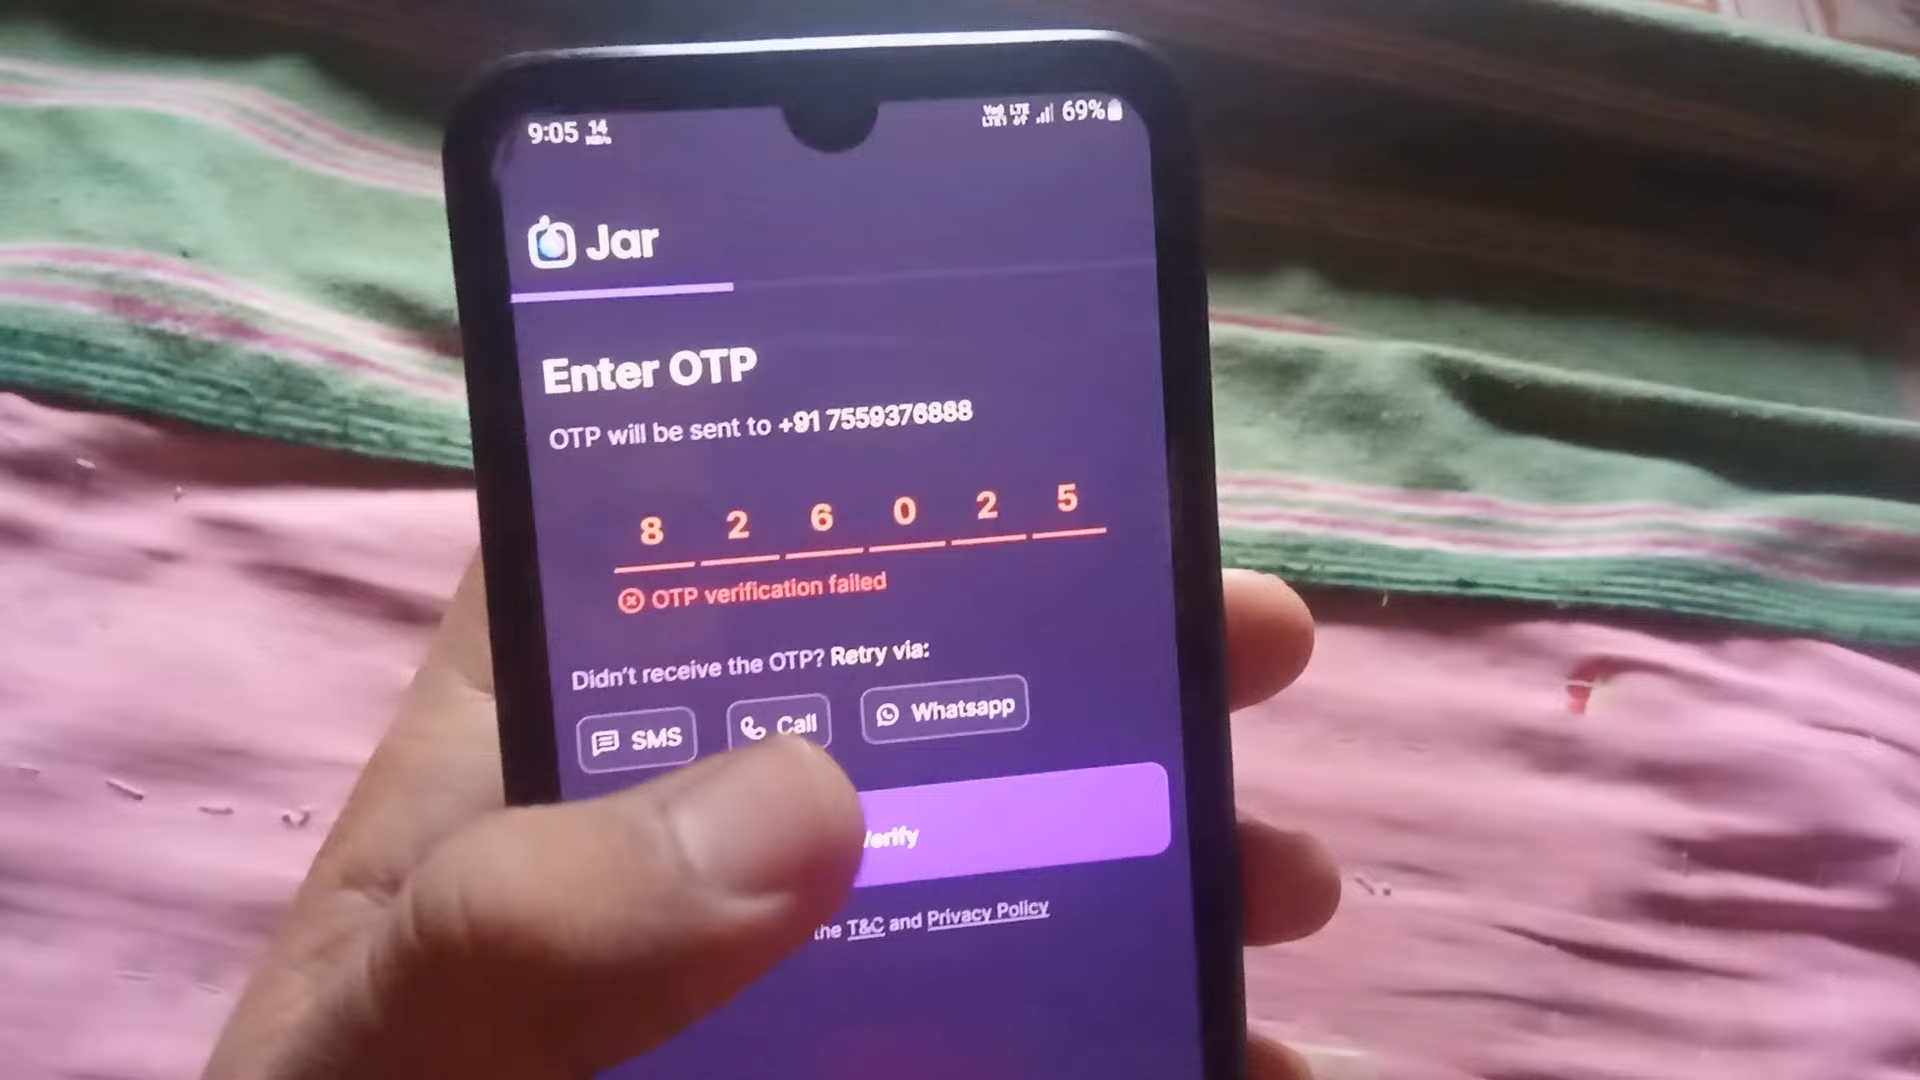 9:05 14
69%
Jar
Enter OTP
OTP will be sent to +91 7559376888
8 2 6 0 2 5
OTP verification failed
Didn't receive the OTP? Retry via:
SMS Call Whatsapp
Verify
the T&C and Privacy Policy